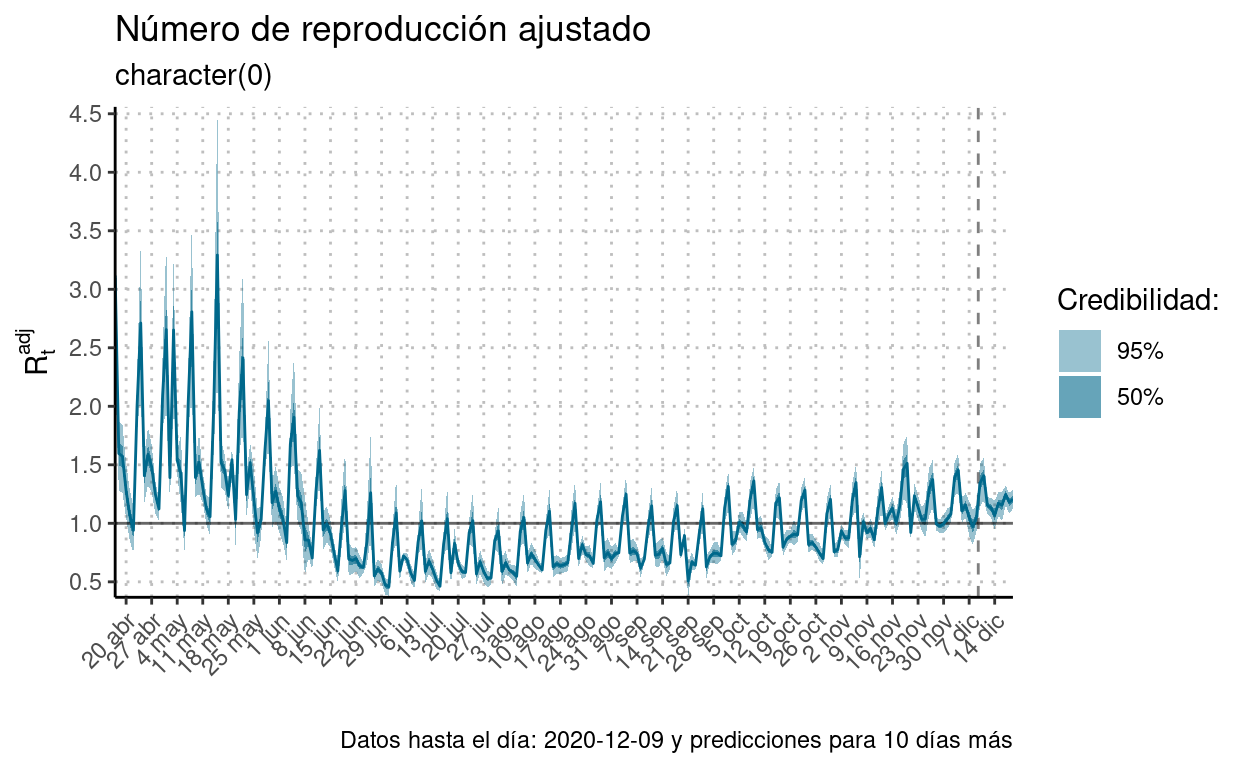 Número de reproducción ajustado
character(0)
4.5
4.0
3.5
3.0
2.5
2.0
1.5
1.0
0.5
R_t^adj
20 abr
27 abr
4 may
11 may
18 may
25 may
1 jun
8 jun
15 jun
22 jun
29 jun
6 jul
13 jul
20 jul
27 jul
3 ago
10 ago
17 ago
24 ago
31 ago
7 sep
14 sep
21 sep
28 sep
5 oct
12 oct
19 oct
26 oct
2 nov
9 nov
16 nov
23 nov
30 nov
7 dic
14 dic
Credibilidad:
95%
50%
Datos hasta el día: 2020-12-09 y predicciones para 10 días más